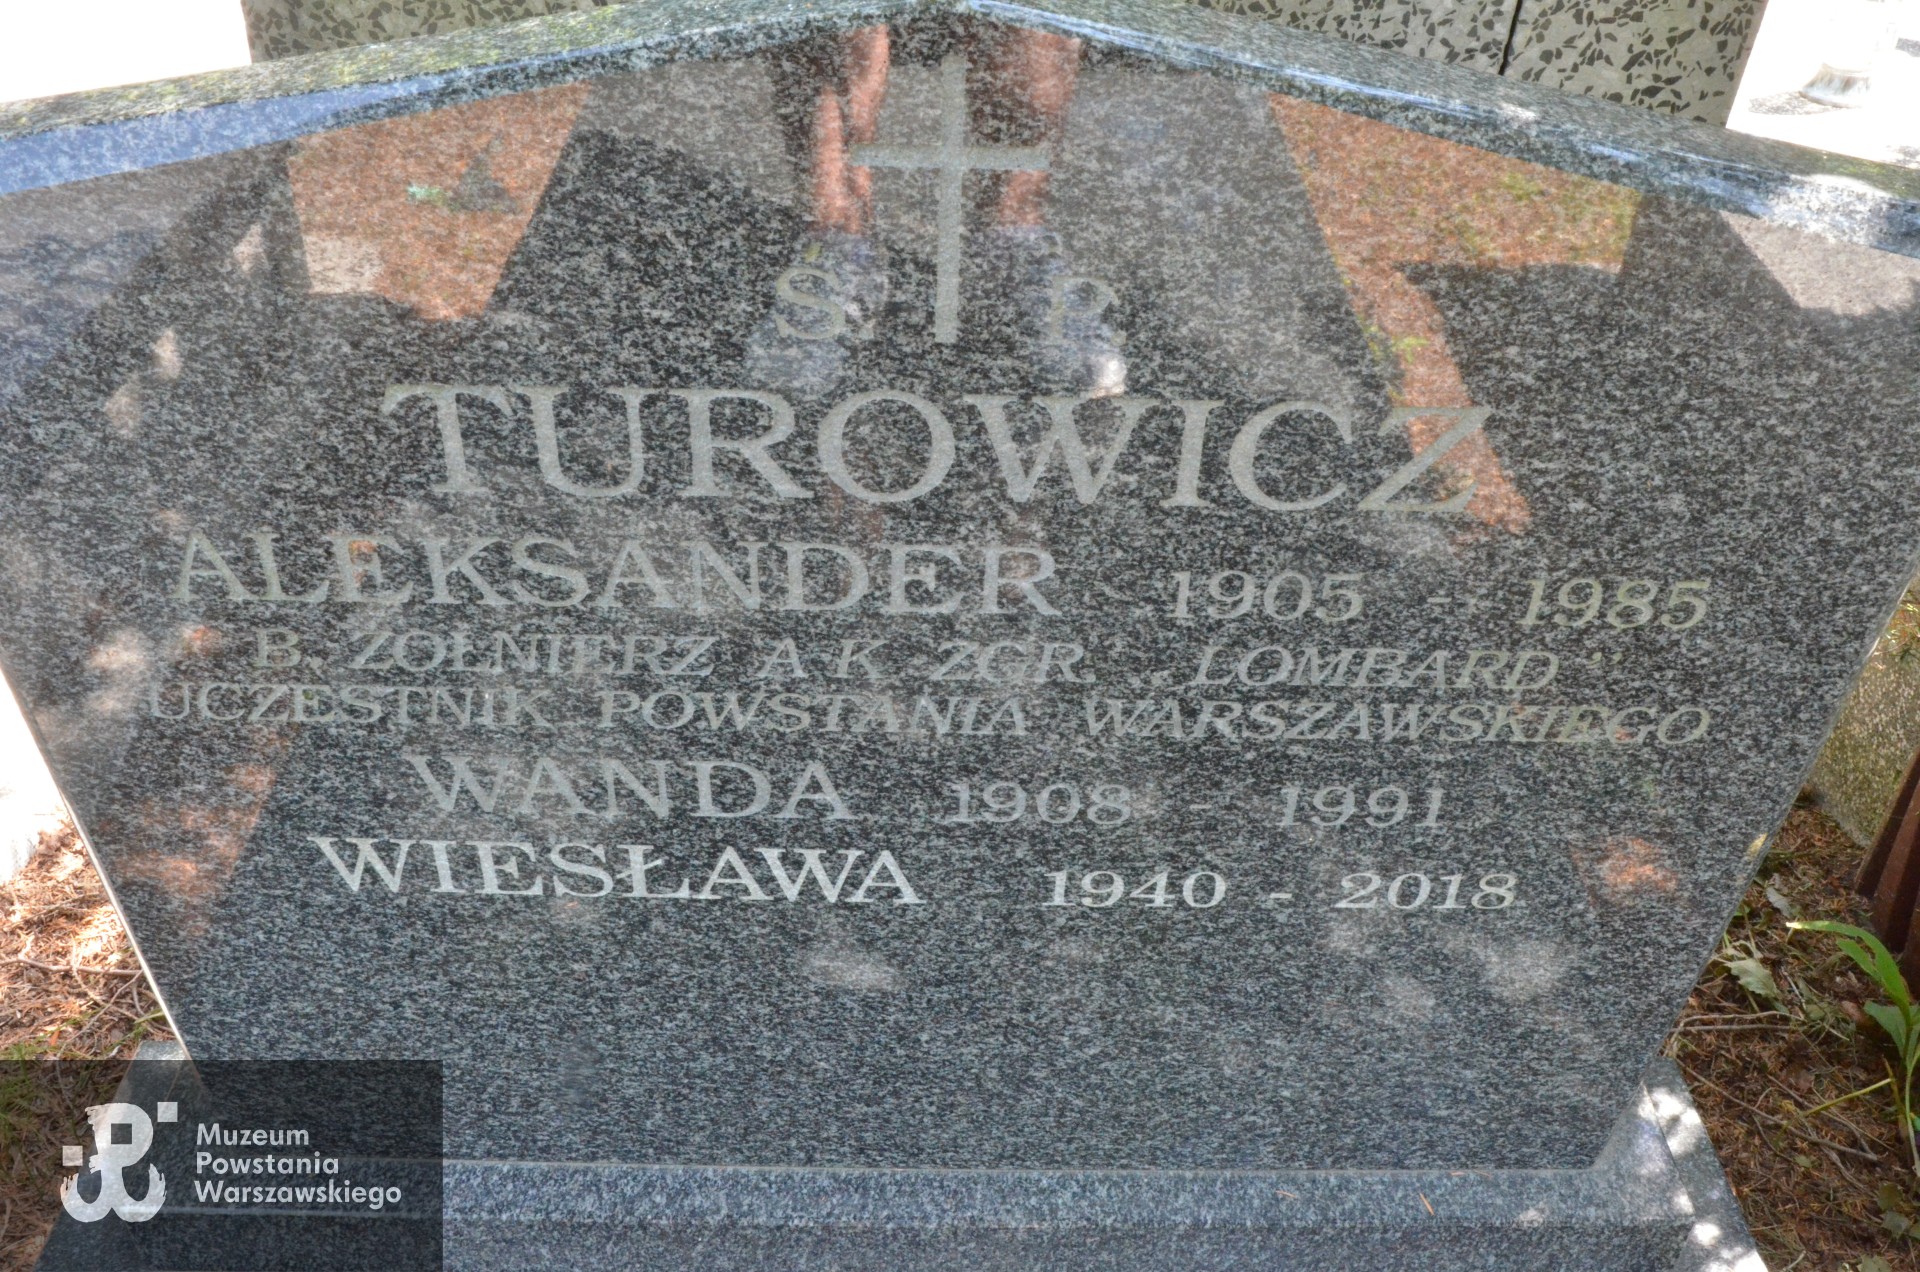 Ś. P.
TUROWICZ
ALEKSANDER 1905 - 1985
B. ŻOŁNIERZ A K ZGR. „LOMBARD”
UCZESTNIK POWSTANIA WARSZAWSKIEGO
WANDA 1908 - 1991
WIESŁAWA 1940 - 2018
Muzeum
Powstania
Warszawskiego